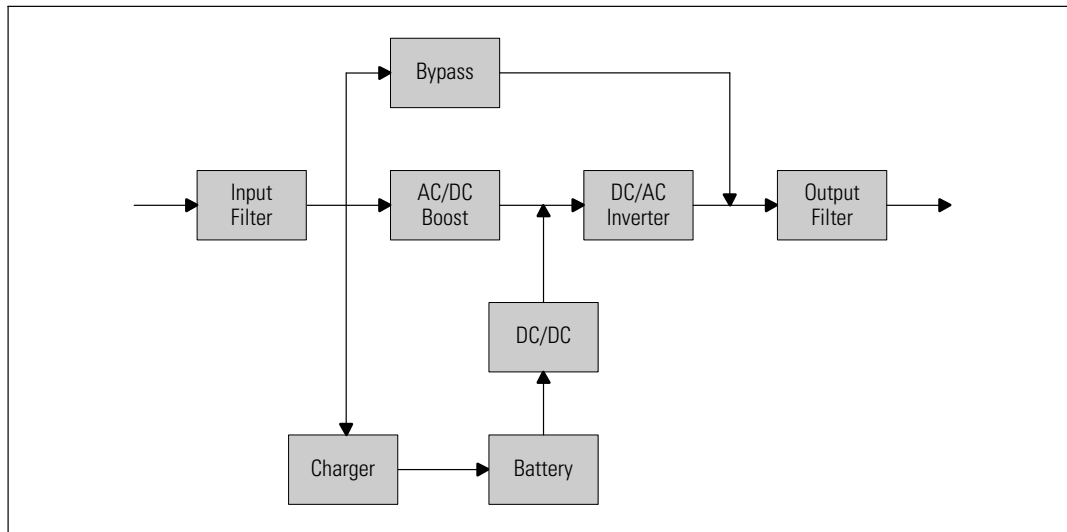 Bypass
Input
Filter
AC/DC
Boost
DC/AC
Inverter
Output
Filter
DC/DC
Charger
Battery